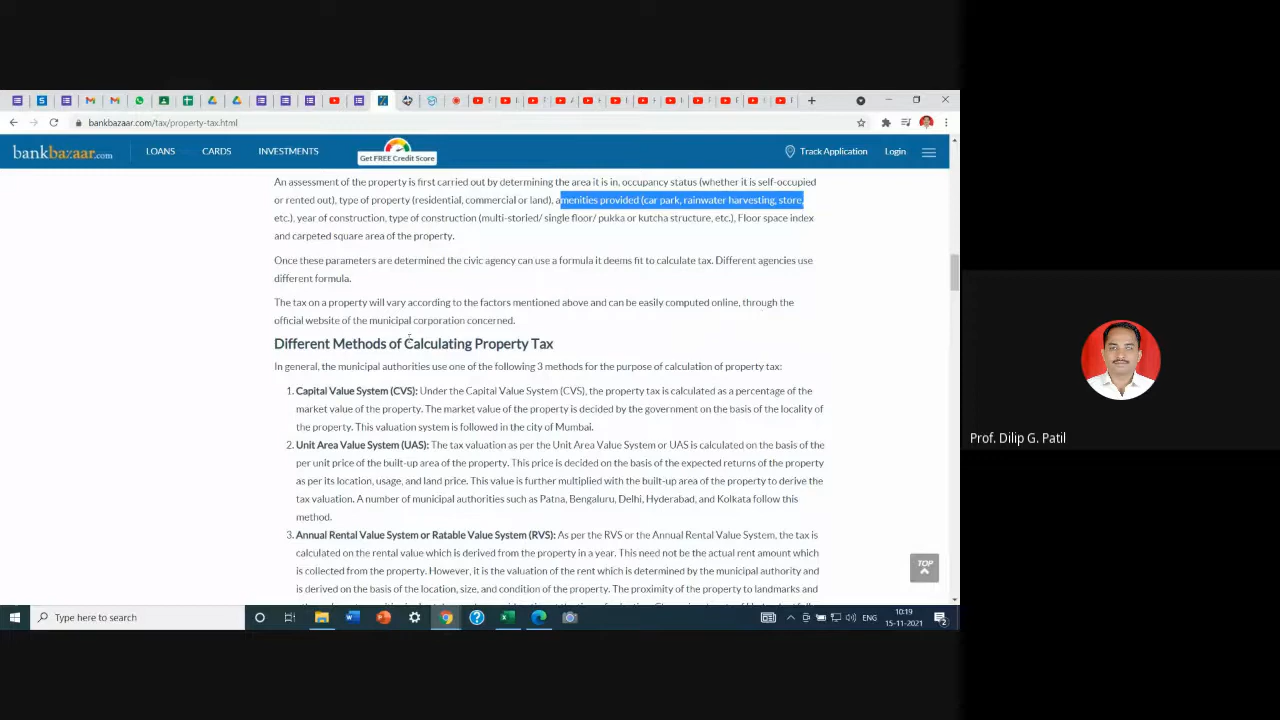 bankbazaar.com/tax/property-tax.html
bankbazaar.com
LOANS
CARDS
INVESTMENTS
Get FREE Credit Score
Track Application
Login
An assessment of the property is first carried out by determining the area it is in, occupancy status (whether it is self-occupied
or rented out), type of property (residential, commercial or land), amenities provided (car park, rainwater harvesting, store,
etc.), year of construction, type of construction (multi-storied/ single floor/ pukka or kutcha structure, etc.), Floor space index
and carpeted square area of the property.
Once these parameters are determined the civic agency can use a formula it deems fit to calculate tax. Different agencies use
different formula.
The tax on a property will vary according to the factors mentioned above and can be easily computed online, through the
official website of the municipal corporation concerned.
Different Methods of Calculating Property Tax
In general, the municipal authorities use one of the following 3 methods for the purpose of calculation of property tax:
1. Capital Value System (CVS): Under the Capital Value System (CVS), the property tax is calculated as a percentage of the
market value of the property. The market value of the property is decided by the government on the basis of the locality of
the property. This valuation system is followed in the city of Mumbai.
2. Unit Area Value System (UAS): The tax valuation as per the Unit Area Value System or UAS is calculated on the basis of the
per unit price of the built-up area of the property. This price is decided on the basis of the expected returns of the property
as per its location, usage, and land price. This value is further multiplied with the built-up area of the property to derive the
tax valuation. A number of municipal authorities such as Patna, Bengaluru, Delhi, Hyderabad, and Kolkata follow this
method.
3. Annual Rental Value System or Ratable Value System (RVS): As per the RVS or the Annual Rental Value System, the tax is
calculated on the rental value which is derived from the property in a year. This need not be the actual rent amount which
is collected from the property. However, it is the valuation of the rent which is determined by the municipal authority and
is derived on the basis of the location, size, and condition of the property. The proximity of the property to landmarks and
TOP
Prof. Dilip G. Patil
Type here to search
ENG
10:19
15-11-2021
2